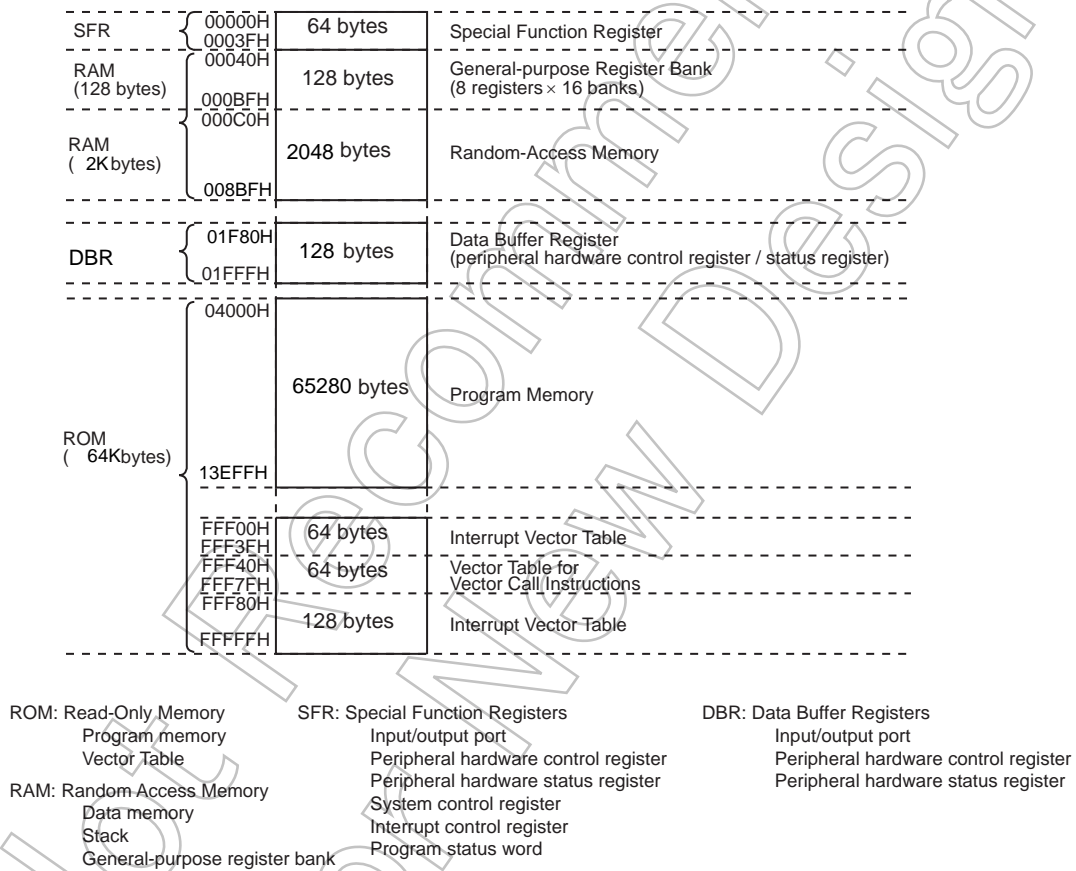 SFR
00000H
0003FH
64 bytes
Special Function Register
RAM
(128 bytes)
00040H
000BFH
128 bytes
General-purpose Register Bank
(8 registers × 16 banks)
RAM
( 2Kbytes)
000C0H
008BFH
2048 bytes
Random-Access Memory
DBR
01F80H
01FFFH
128 bytes
Data Buffer Register
(peripheral hardware control register / status register)
ROM
( 64Kbytes)
04000H
13EFFH
65280 bytes
Program Memory
FFF00H
FFF3FH
64 bytes
Interrupt Vector Table
FFF40H
FFF7FH
64 bytes
Vector Table for
Vector Call Instructions
FFF80H
FFFFFH
128 bytes
Interrupt Vector Table
ROM: Read-Only Memory
Program memory
Vector Table
RAM: Random Access Memory
Data memory
Stack
General-purpose register bank
SFR: Special Function Registers
Input/output port
Peripheral hardware control register
Peripheral hardware status register
System control register
Interrupt control register
Program status word
DBR: Data Buffer Registers
Input/output port
Peripheral hardware control register
Peripheral hardware status register